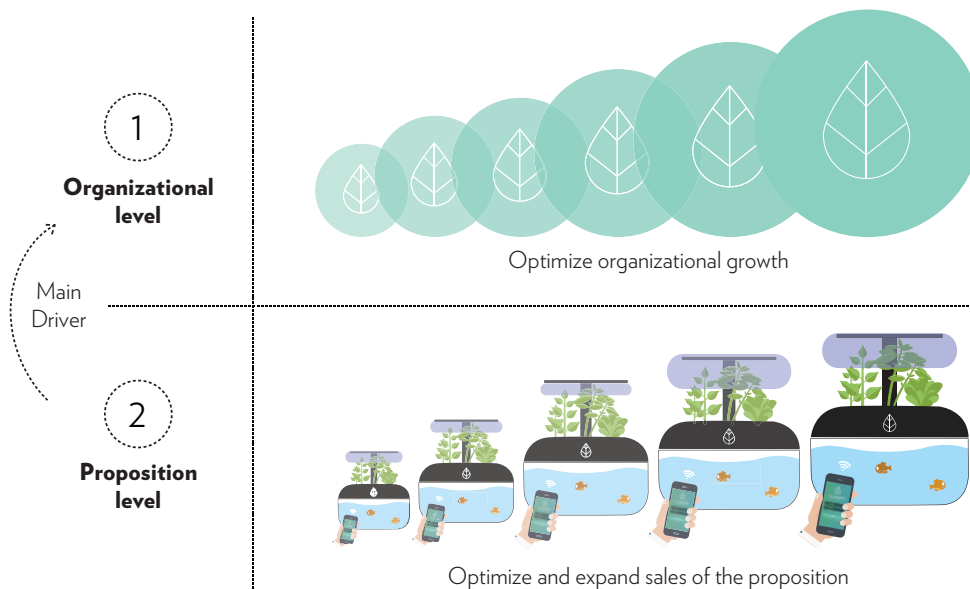 1
Organizational
level
Optimize organizational growth
Main
Driver
2
Proposition
level
Optimize and expand sales of the proposition